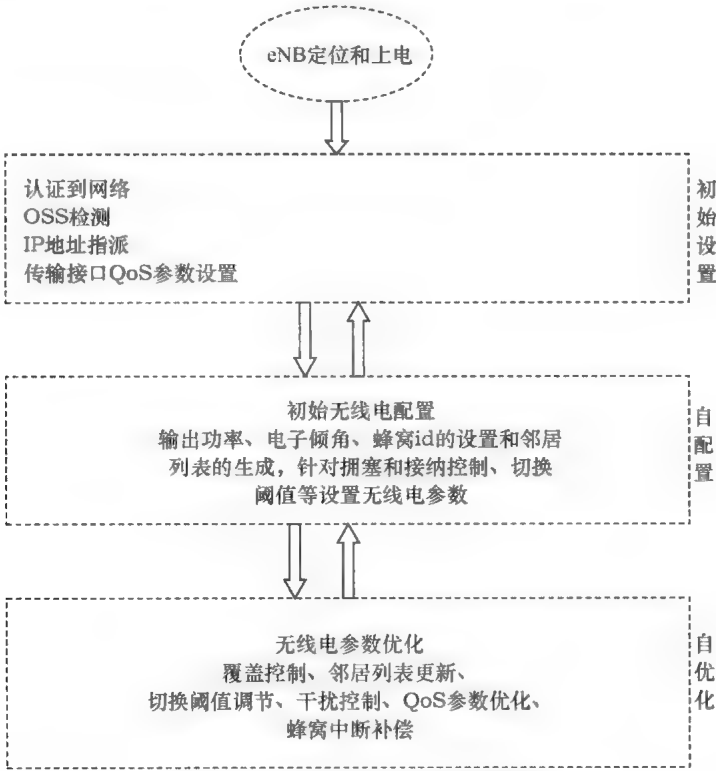 eNB定位和上电
认证到网络
OSS检测
IP地址指派
传输接口QoS参数设置
初始设置
初始无线电配置
输出功率、电子倾角、蜂窝id的设置和邻居
列表的生成，针对拥塞和接纳控制、切换
阈值等设置无线电参数
自配置
无线电参数优化
覆盖控制、邻居列表更新、
切换阈值调节、干扰控制、QoS参数优化、
蜂窝中断补偿
自优化